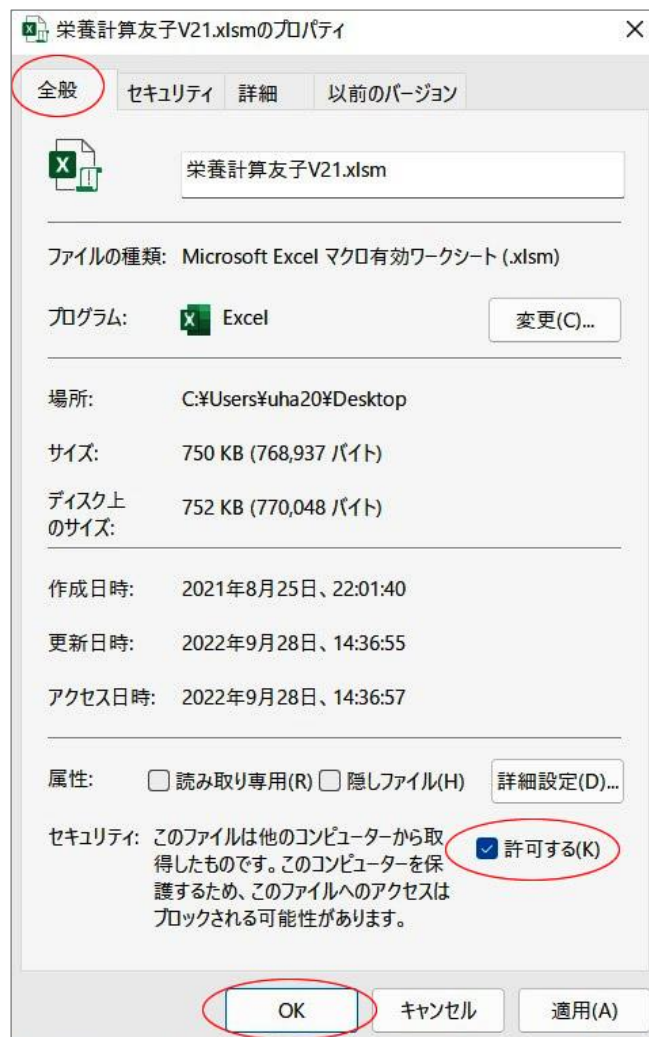 栄養計算友子V21.xlsmのプロパティ
全般 セキュリティ 詳細 以前のバージョン
栄養計算友子V21.xlsm
ファイルの種類: Microsoft Excel マクロ有効ワークシート (.xlsm)
プログラム: Excel 変更(C)...
場所: C:¥Users¥uha20¥Desktop
サイズ: 750 KB (768,937 バイト)
ディスク上
のサイズ: 752 KB (770,048 バイト)
作成日時: 2021年8月25日、22:01:40
更新日時: 2022年9月28日、14:36:55
アクセス日時: 2022年9月28日、14:36:57
属性: 読み取り専用(R) 隠しファイル(H) 詳細設定(D)...
セキュリティ: このファイルは他のコンピューターから取
得したものです。このコンピューターを保
護するため、このファイルへのアクセスは
ブロックされる可能性があります。
許可する(K)
OK キャンセル 適用(A)